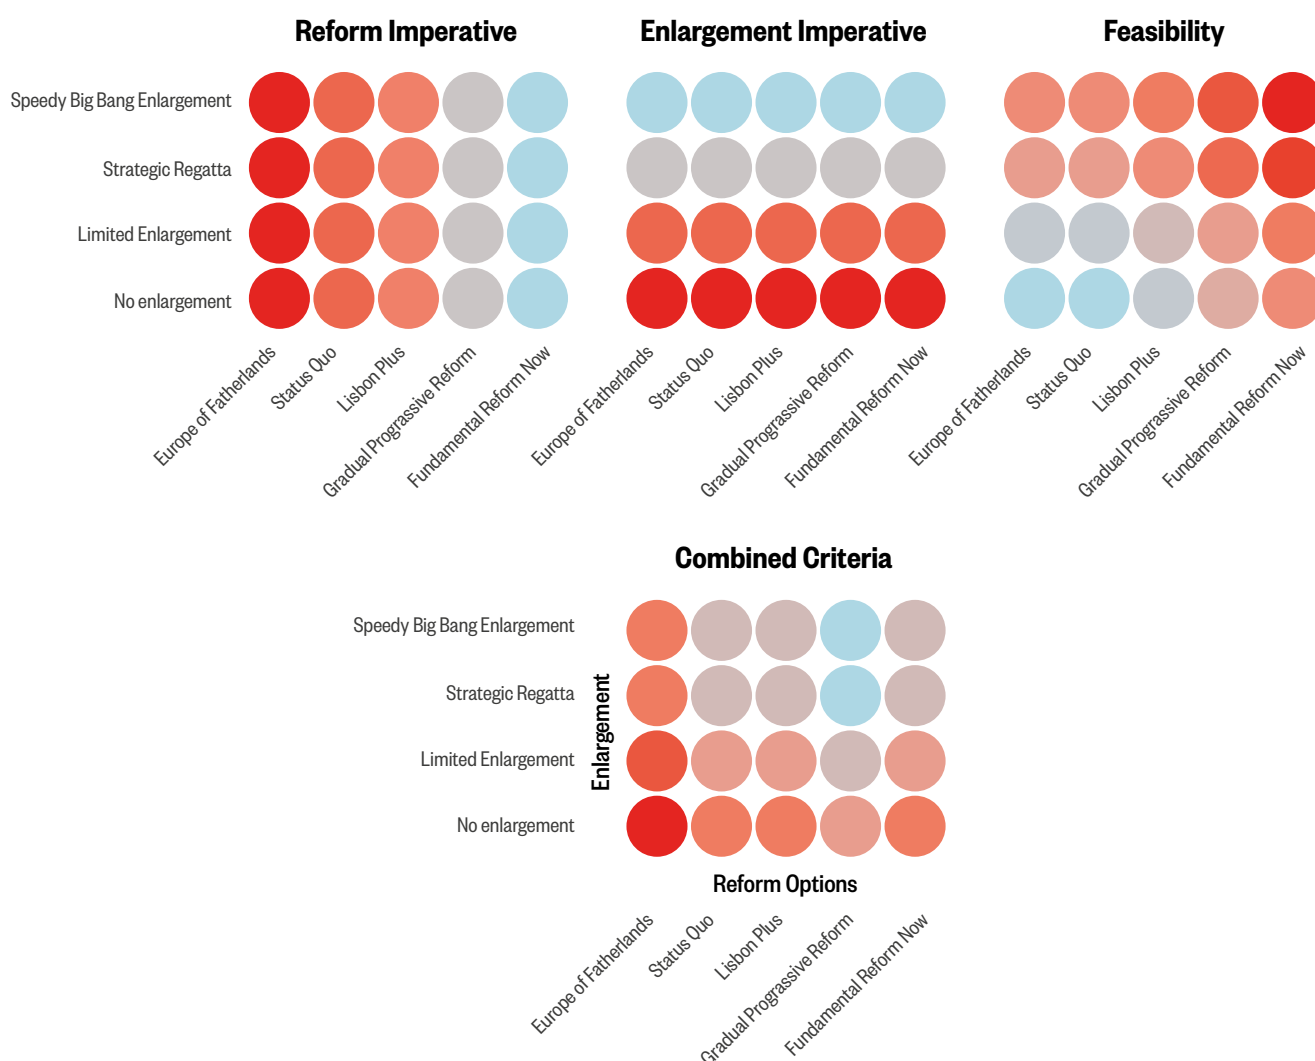 Reform Imperative
Enlargement Imperative
Feasibility
Speedy Big Bang Enlargement
Strategic Regatta
Limited Enlargement
No enlargement
Europe of Fatherlands
Status Quo
Lisbon Plus
Gradual Prograssive Reform
Fundamental Reform Now
Europe of Fatherlands
Status Quo
Lisbon Plus
Gradual Prograssive Reform
Fundamental Reform Now
Europe of Fatherlands
Status Quo
Lisbon Plus
Gradual Prograssive Reform
Fundamental Reform Now
Combined Criteria
Speedy Big Bang Enlargement
Strategic Regatta
Limited Enlargement
No enlargement
Enlargement
Reform Options
Europe of Fatherlands
Status Quo
Lisbon Plus
Gradual Prograssive Reform
Fundamental Reform Now